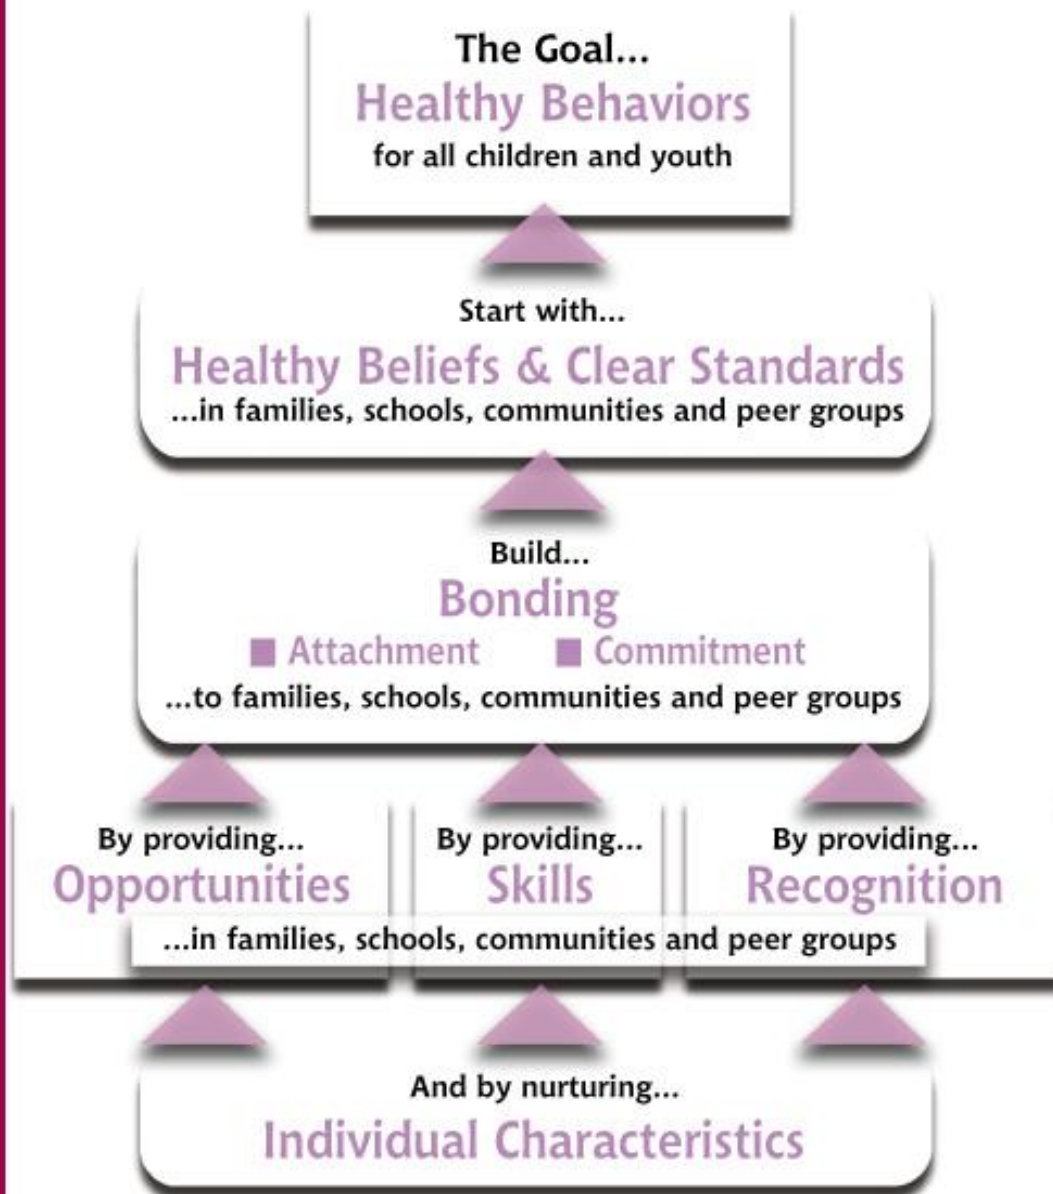 The Goal...
Healthy Behaviors
for all children and youth
Start with...
Healthy Beliefs & Clear Standards
...in families, schools, communities and peer groups
Build...
Bonding
Attachment
Commitment
...to families, schools, communities and peer groups
By providing...
Opportunities
By providing...
Skills
By providing...
Recognition
...in families, schools, communities and peer groups
And by nurturing...
Individual Characteristics